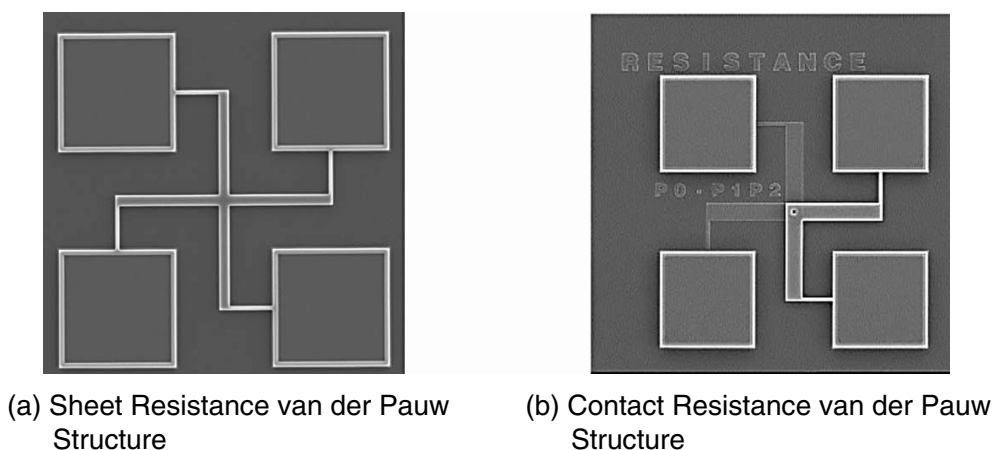 RESISTANCE
P0-P1P2
(a) Sheet Resistance van der Pauw
Structure
(b) Contact Resistance van der Pauw
Structure